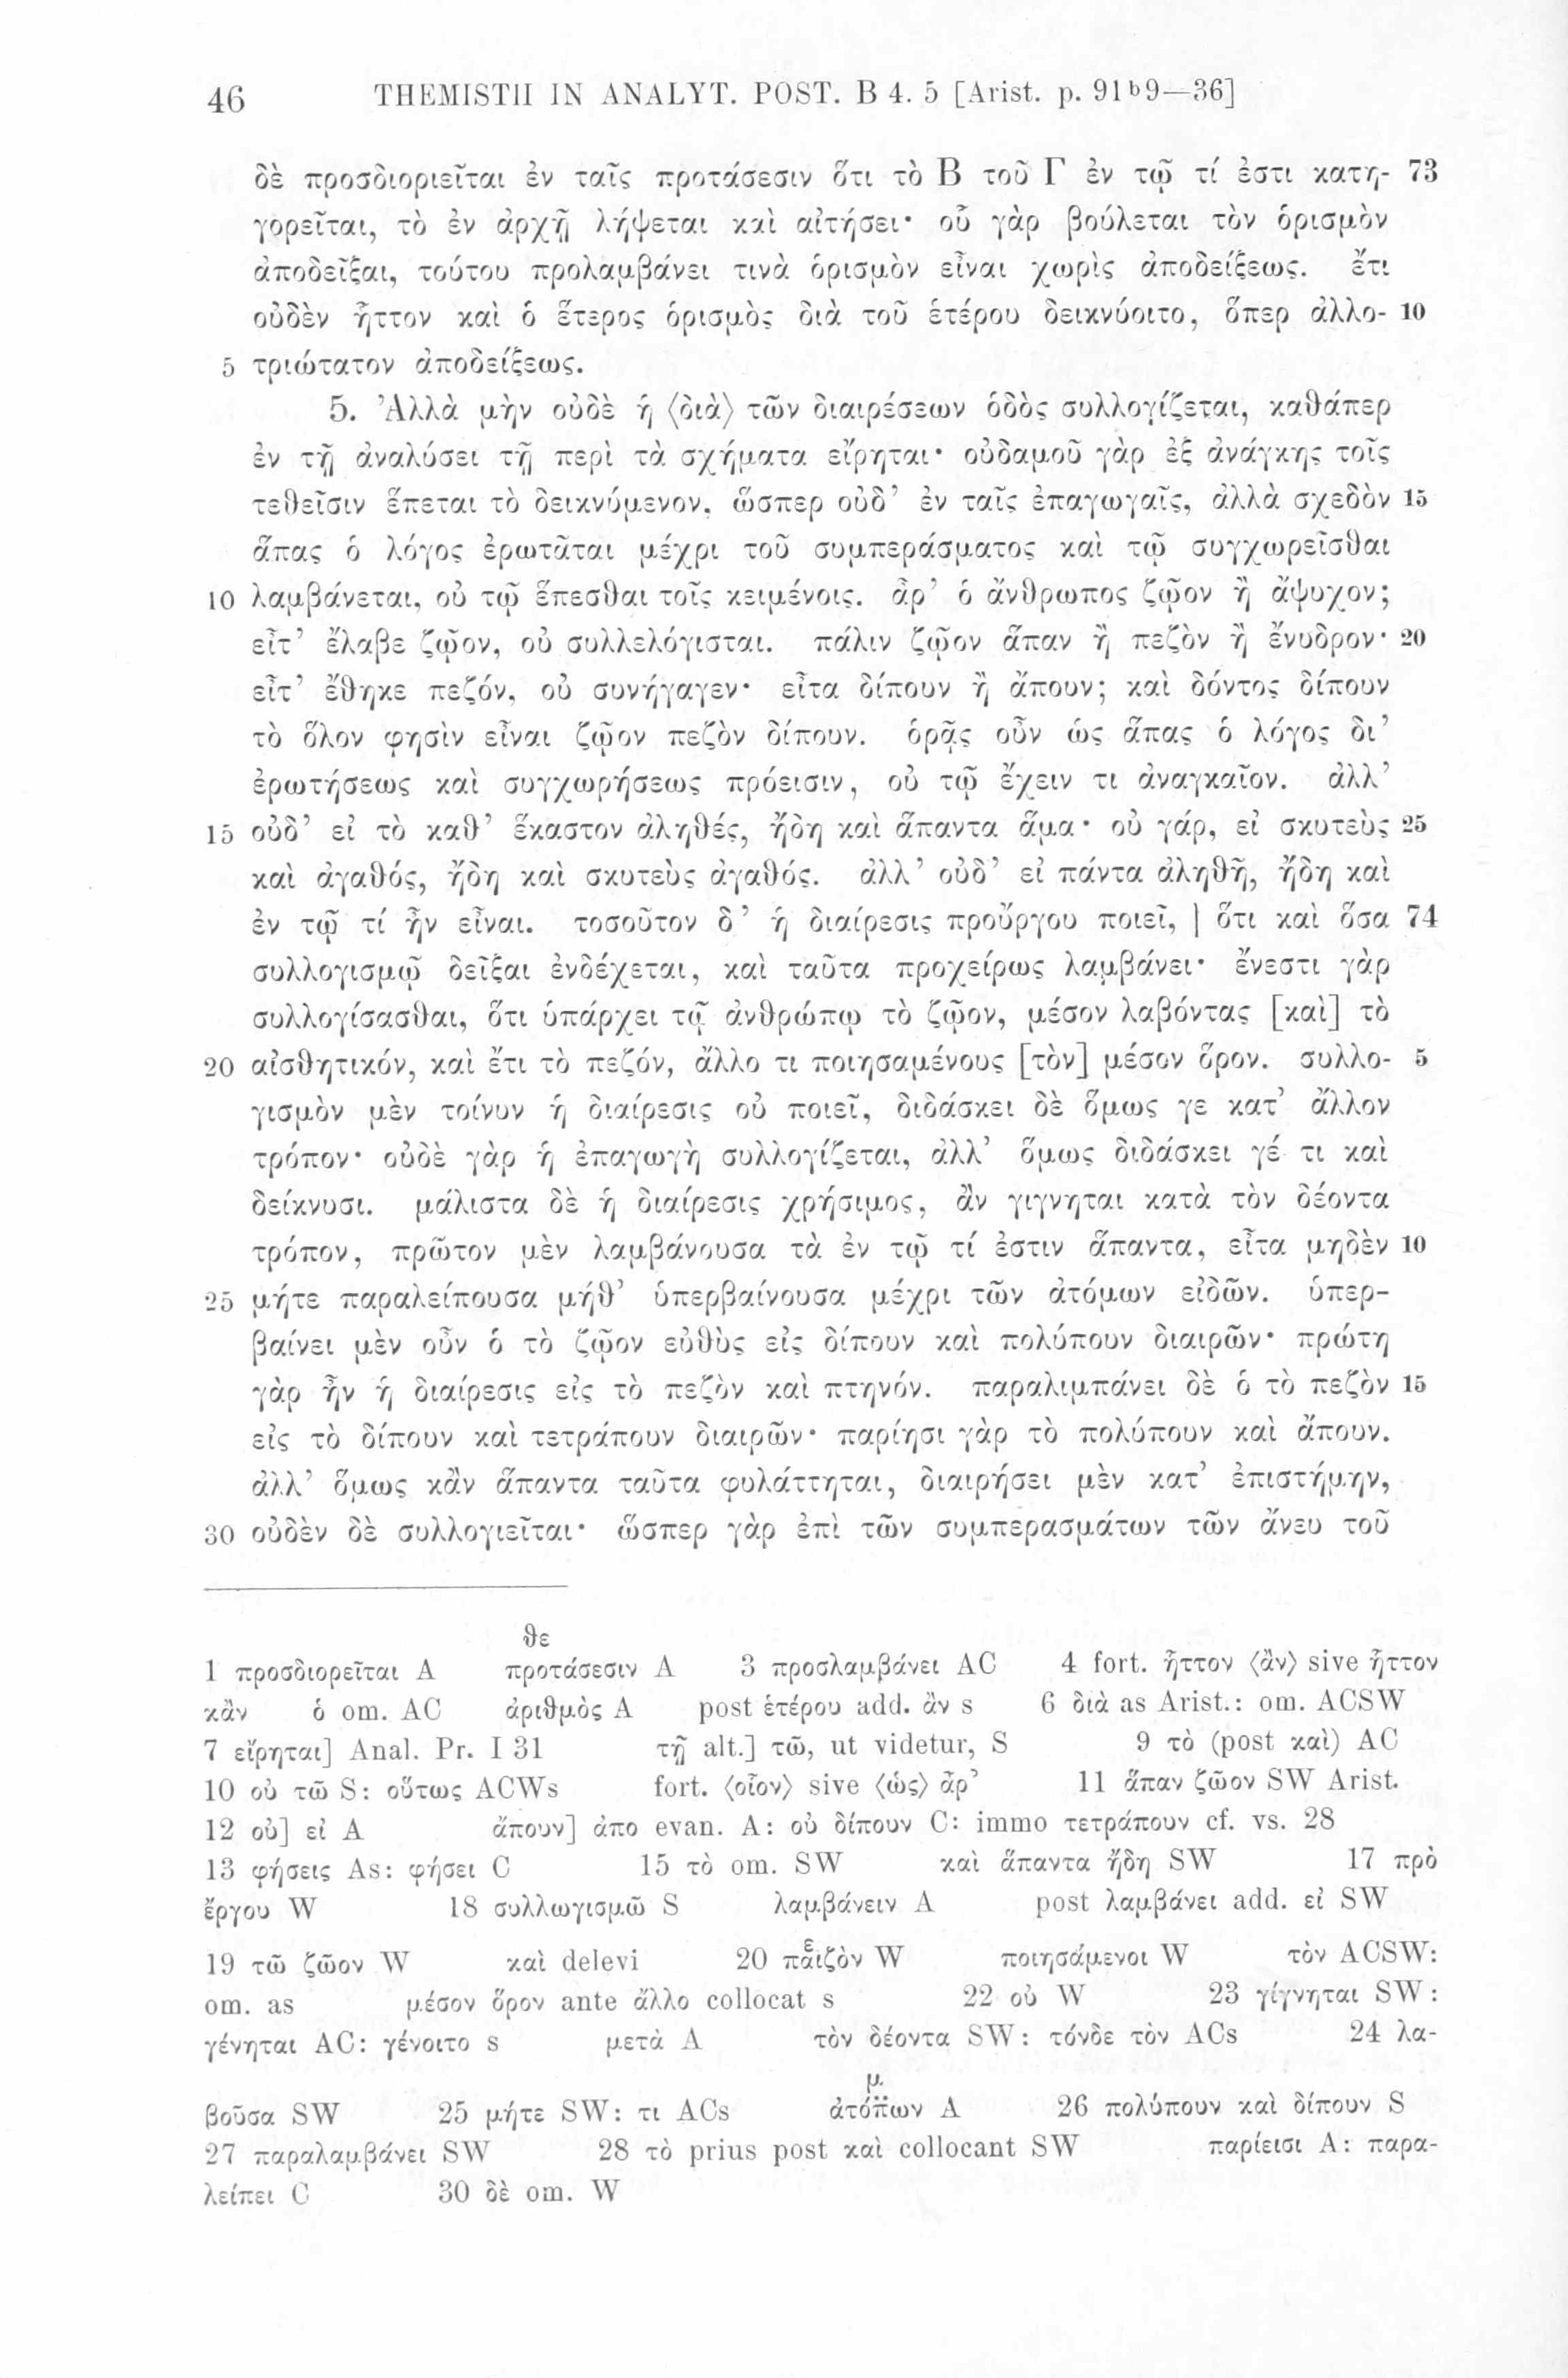 46 THEMISTII IN ANALYT. POST. B 4. 5 [Arist. p. 91ᵇ9—36]
δὲ προσδιοριεῖται ἐν ταῖς προτάσεσιν ὅτι τὸ Β τοῦ Γ ἐν τῷ τί ἐστι κατη- 73
γορεῖται, τὸ ἐν ἀρχῇ λήψεται καὶ αἰτήσει· οὗ γὰρ βούλεται τὸν ὁρισμὸν
ἀποδεῖξαι, τούτου προλαμβάνει τινὰ ὁρισμὸν εἶναι χωρὶς ἀποδείξεως. ἔτι
οὐδὲν ἧττον καὶ ὁ ἕτερος ὁρισμὸς διὰ τοῦ ἑτέρου δεικνύοιτο, ὅπερ ἀλλο- 10
5 τριώτατον ἀποδείξεως.
5. Ἀλλὰ μὴν οὐδὲ ἡ ⟨διὰ⟩ τῶν διαιρέσεων ὁδὸς συλλογίζεται, καθάπερ
ἐν τῇ ἀναλύσει τῇ περὶ τὰ σχήματα εἴρηται· οὐδαμοῦ γὰρ ἐξ ἀνάγκης τοῖς
τεθεῖσιν ἕπεται τὸ δεικνύμενον, ὥσπερ οὐδ’ ἐν ταῖς ἐπαγωγαῖς, ἀλλὰ σχεδὸν 15
ἅπας ὁ λόγος ἐρωτᾶται μέχρι τοῦ συμπεράσματος καὶ τῷ συγχωρεῖσθαι
10 λαμβάνεται, οὐ τῷ ἕπεσθαι τοῖς κειμένοις. ἆρ’ ὁ ἄνθρωπος ζῷον ἢ ἄψυχον;
εἶτ’ ἔλαβε ζῷον, οὐ συλλελόγισται. πάλιν ζῷον ἅπαν ἢ πεζὸν ἢ ἔνυδρον· 20
εἶτ’ ἔθηκε πεζόν, οὐ συνήγαγεν· εἶτα δίπουν ἢ ἄπουν; καὶ δόντος δίπουν
τὸ ὅλον φησὶν εἶναι ζῷον πεζὸν δίπουν. ὁρᾷς οὖν ὡς ἅπας ὁ λόγος δι’
ἐρωτήσεως καὶ συγχωρήσεως πρόεισιν, οὐ τῷ ἔχειν τι ἀναγκαῖον. ἀλλ’
15 οὐδ’ εἰ τὸ καθ’ ἕκαστον ἀληθές, ἤδη καὶ ἅπαντα ἅμα· οὐ γάρ, εἰ σκυτεὺς 25
καὶ ἀγαθός, ἤδη καὶ σκυτεὺς ἀγαθός. ἀλλ’ οὐδ’ εἰ πάντα ἀληθῆ, ἤδη καὶ
ἐν τῷ τί ἦν εἶναι. τοσοῦτον δ’ ἡ διαίρεσις προὔργου ποιεῖ, | ὅτι καὶ ὅσα 74
συλλογισμῷ δεῖξαι ἐνδέχεται, καὶ ταῦτα προχείρως λαμβάνει· ἔνεστι γὰρ
συλλογίσασθαι, ὅτι ὑπάρχει τῷ ἀνθρώπῳ τὸ ζῷον, μέσον λαβόντας [καὶ] τὸ
20 αἰσθητικόν, καὶ ἔτι τὸ πεζόν, ἄλλο τι ποιησαμένους [τὸν] μέσον ὅρον. συλλο- 5
γισμὸν μὲν τοίνυν ἡ διαίρεσις οὐ ποιεῖ, διδάσκει δὲ ὅμως γε κατ’ ἄλλον
τρόπον· οὐδὲ γὰρ ἡ ἐπαγωγὴ συλλογίζεται, ἀλλ’ ὅμως διδάσκει γέ τι καὶ
δείκνυσι. μάλιστα δὲ ἡ διαίρεσις χρήσιμος, ἂν γιγνηται κατὰ τὸν δέοντα
τρόπον, πρῶτον μὲν λαμβάνουσα τὰ ἐν τῷ τί ἐστιν ἅπαντα, εἶτα μηδὲν 10
25 μήτε παραλείπουσα μήθ’ ὑπερβαίνουσα μέχρι τῶν ἀτόμων εἰδῶν. ὑπερ-
βαίνει μὲν οὖν ὁ τὸ ζῷον εὐθὺς εἰς δίπουν καὶ πολύπουν διαιρῶν· πρώτη
γὰρ ἦν ἡ διαίρεσις εἰς τὸ πεζὸν καὶ πτηνόν. παραλιμπάνει δὲ ὁ τὸ πεζὸν 15
εἰς τὸ δίπουν καὶ τετράπουν διαιρῶν· παρίησι γὰρ τὸ πολύπουν καὶ ἄπουν.
ἀλλ’ ὅμως κἂν ἅπαντα ταῦτα φυλάττηται, διαιρήσει μὲν κατ’ ἐπιστήμην,
30 οὐδὲν δὲ συλλογιεῖται· ὥσπερ γὰρ ἐπὶ τῶν συμπερασμάτων τῶν ἄνευ τοῦ
θε
1 προσδιορεῖται A προτάσεσιν A 3 προσλαμβάνει AC 4 fort. ἧττον ⟨ἂν⟩ sive ἧττον
κἂν ὁ om. AC ἀριθμὸς A post ἑτέρου add. ἂν s 6 διὰ as Arist.: om. ACSW
7 εἴρηται] Anal. Pr. I 31 τῇ alt.] τῶ, ut videtur, S 9 τὸ (post καὶ) AC
10 οὐ τῶ S: οὕτως ACWs fort. ⟨οἷον⟩ sive ⟨ὡς⟩ ἆρ’ 11 ἅπαν ζῶον SW Arist.
12 οὐ] εἰ A ἄπουν] ἀπο evan. A: οὐ δίπουν C: immo τετράπουν cf. vs. 28
13 φήσεις As: φήσει C 15 τὸ om. SW καὶ ἅπαντα ἤδη SW 17 πρὸ
ἔργου W 18 συλλωγισμῶ S λαμβάνειν A post λαμβάνει add. εἰ SW
19 τῶ ζῶον W καὶ delevi 20 παιζὸν W ποιησάμενοι W τὸν ACSW:
om. as μέσον ὅρον ante ἄλλο collocat s 22 οὐ W 23 γίγνηται SW:
γένηται AC: γένοιτο s μετὰ A τὸν δέοντα SW: τόνδε τὸν ACs 24 λα-
βοῦσα SW 25 μήτε SW: τι ACs ἀτόπων A 26 πολύπουν καὶ δίπουν S
27 παραλαμβάνει SW 28 τὸ prius post καὶ collocant SW παρίεισι A: παρα-
λείπει C 30 δὲ om. W